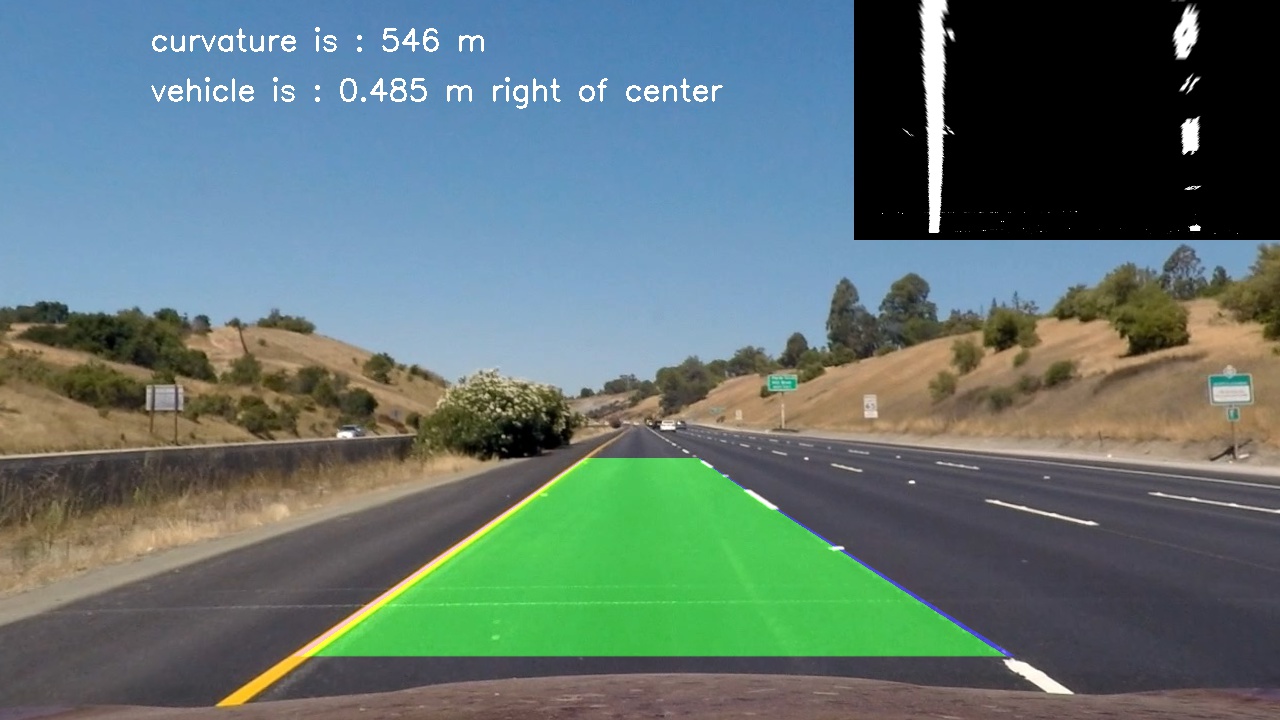 curvature is : 546 m
vehicle is : 0.485 m right of center